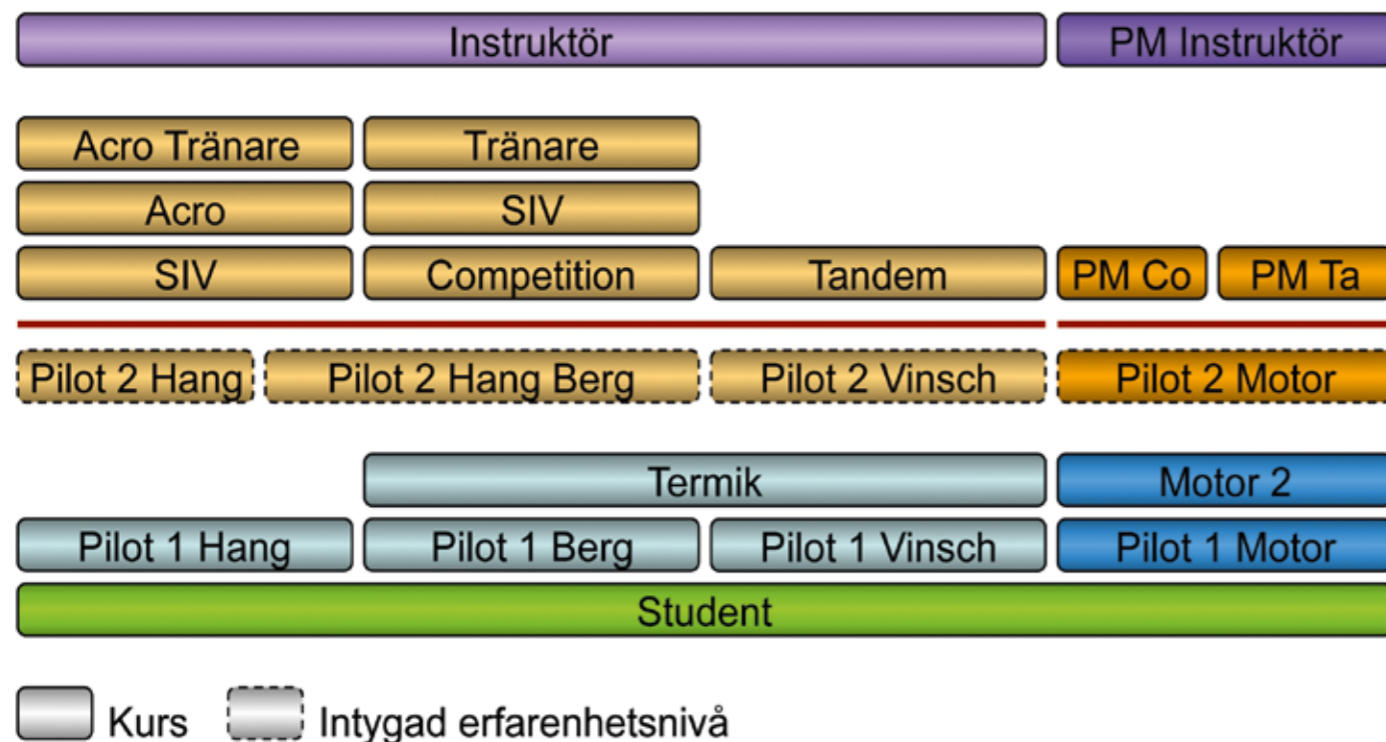 Instruktör PM Instruktör
Acro Tränare Tränare
Acro SIV
SIV Competition Tandem PM Co PM Ta
Pilot 2 Hang Pilot 2 Hang Berg Pilot 2 Vinsch Pilot 2 Motor
Termik Motor 2
Pilot 1 Hang Pilot 1 Berg Pilot 1 Vinsch Pilot 1 Motor
Student
Kurs Intygad erfarenhetsnivå